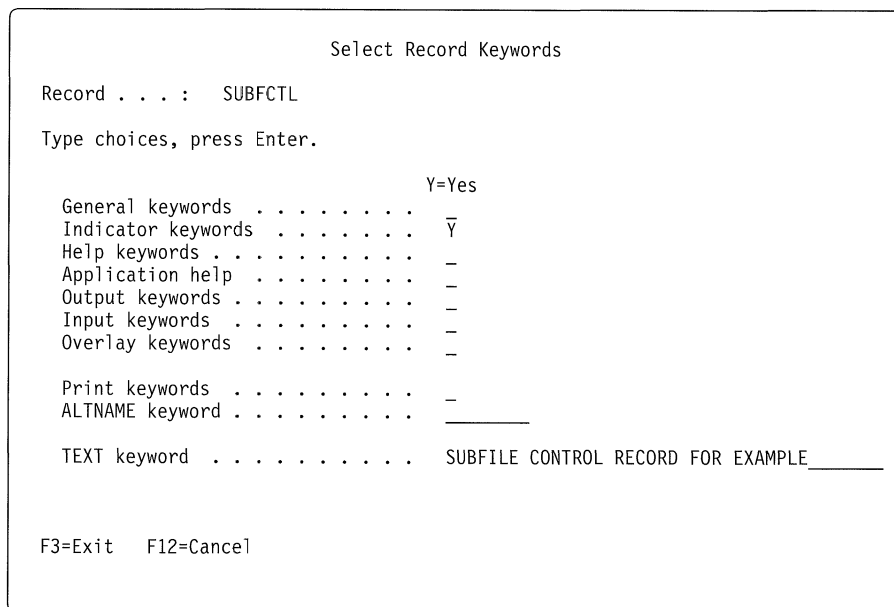 Select Record Keywords
Record . . . :   SUBFCTL
Type choices, press Enter.
Y=Yes
General keywords  . . . . . . . .   _
Indicator keywords  . . . . . . .   Y
Help keywords . . . . . . . . . .   _
Application help  . . . . . . . .   _
Output keywords . . . . . . . . .   _
Input keywords  . . . . . . . . .   _
Overlay keywords  . . . . . . . .   _
Print keywords  . . . . . . . . .   _
ALTNAME keyword . . . . . . . . .   ________
TEXT keyword  . . . . . . . . . .   SUBFILE CONTROL RECORD FOR EXAMPLE_______
F3=Exit   F12=Cancel